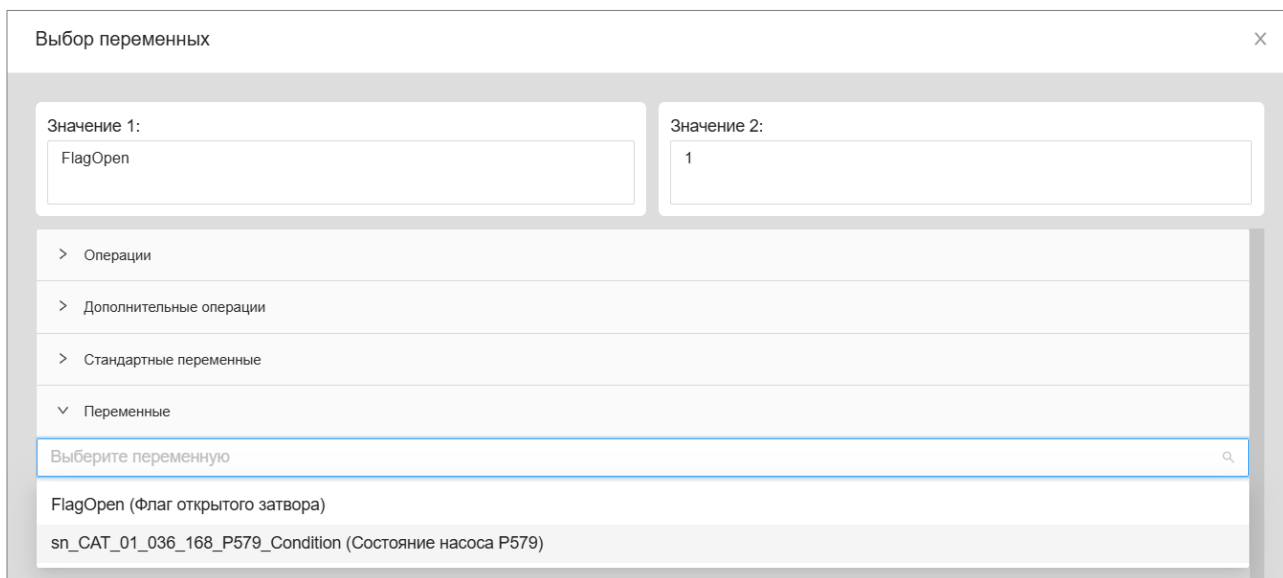 Выбор переменных
Значение 1:
FlagOpen
Значение 2:
1
Операции
Дополнительные операции
Стандартные переменные
Переменные
Выберите переменную
FlagOpen (Флаг открытого затвора)
sn_CAT_01_036_168_P579_Condition (Состояние насоса P579)